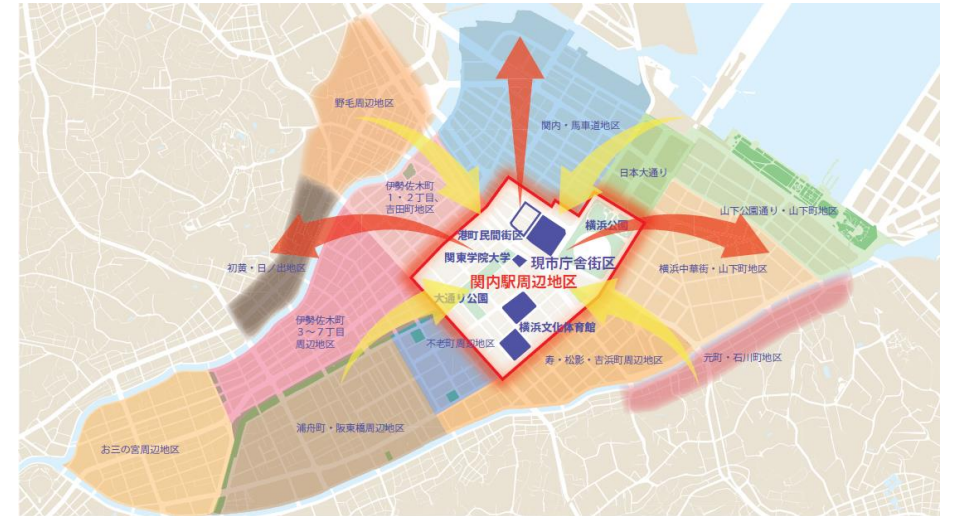 野毛周辺地区
関内・馬車道地区
日本大通り
伊勢佐木町
1・2丁目、
吉田町地区
山下公園通り・山下町地区
横浜公園
港町民間街区
関東学院大学
現市庁舎街区
横浜中華街・山下町地区
初黄・日ノ出地区
関内駅周辺地区
大通り公園
伊勢佐木町
3~7丁目
周辺地区
横浜文化体育館
不老町周辺地区
寿・松影・吉浜町周辺地区
元町・石川町地区
浦舟町・阪東橋周辺地区
お三の宮周辺地区